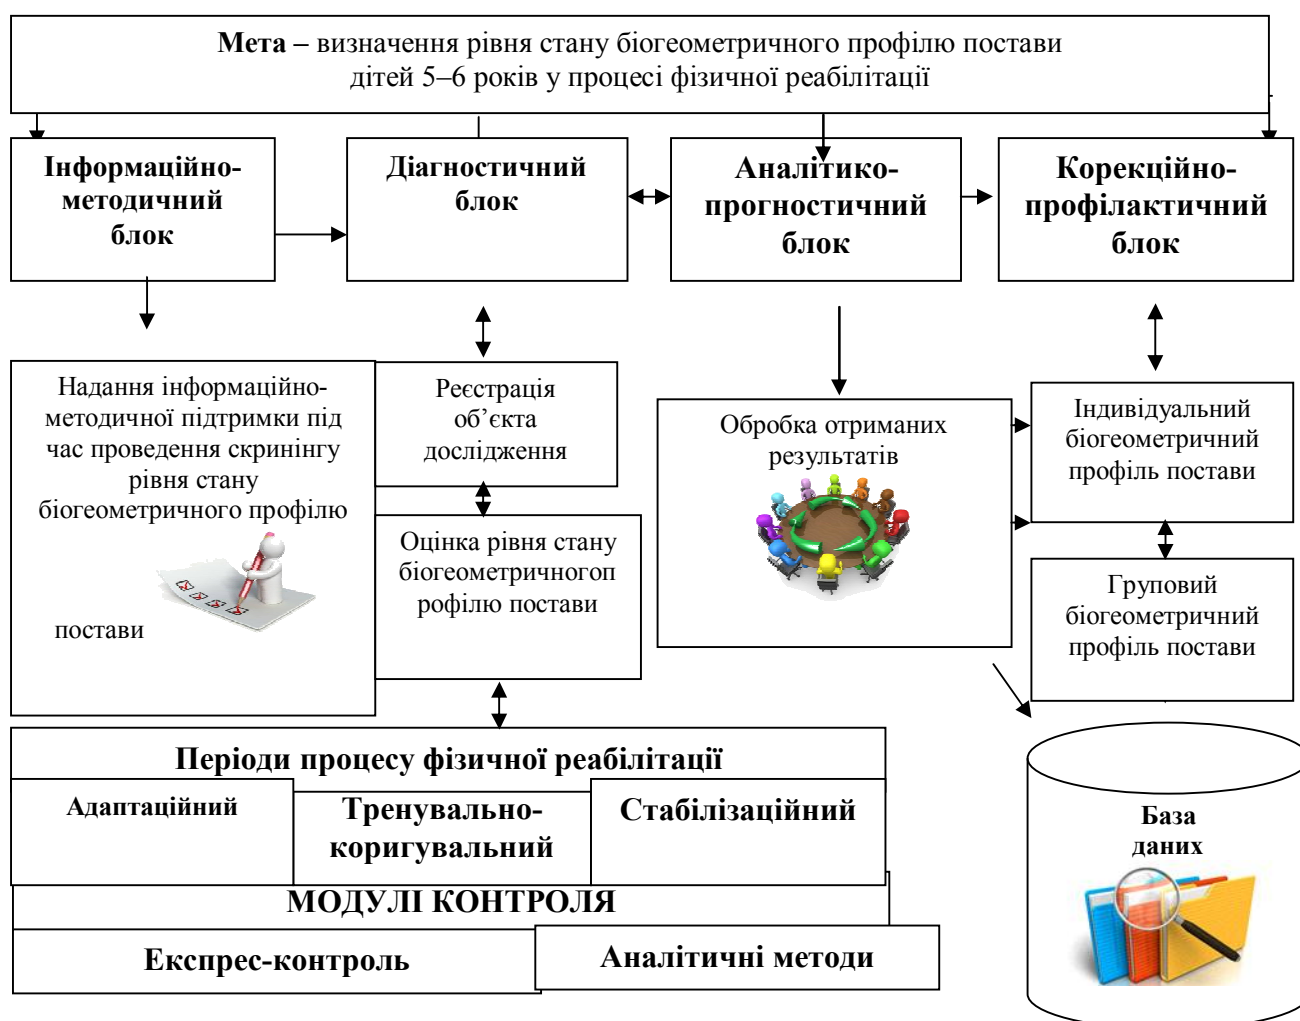 Мета – визначення рівня стану біогеометричного профілю постави
дітей 5–6 років у процесі фізичної реабілітації
Інформаційно-
методичний
блок
Діагностичний
блок
Аналітико-
прогностичний
блок
Корекційно-
профілактичний
блок
Надання інформаційно-
методичної підтримки під
час проведення скринінгу
рівня стану
біогеометричного профілю
постави
Реєстрація
об’єкта
дослідження
Оцінка рівня стану
біогеометричногоп
рофілю постави
Обробка отриманих
результатів
Індивідуальний
біогеометричний
профіль постави
Груповий
біогеометричний
профіль постави
Періоди процесу фізичної реабілітації
Адаптаційний
Тренувально-
коригувальний
Стабілізаційний
МОДУЛІ КОНТРОЛЯ
Експрес-контроль
Аналітичні методи
База
даних